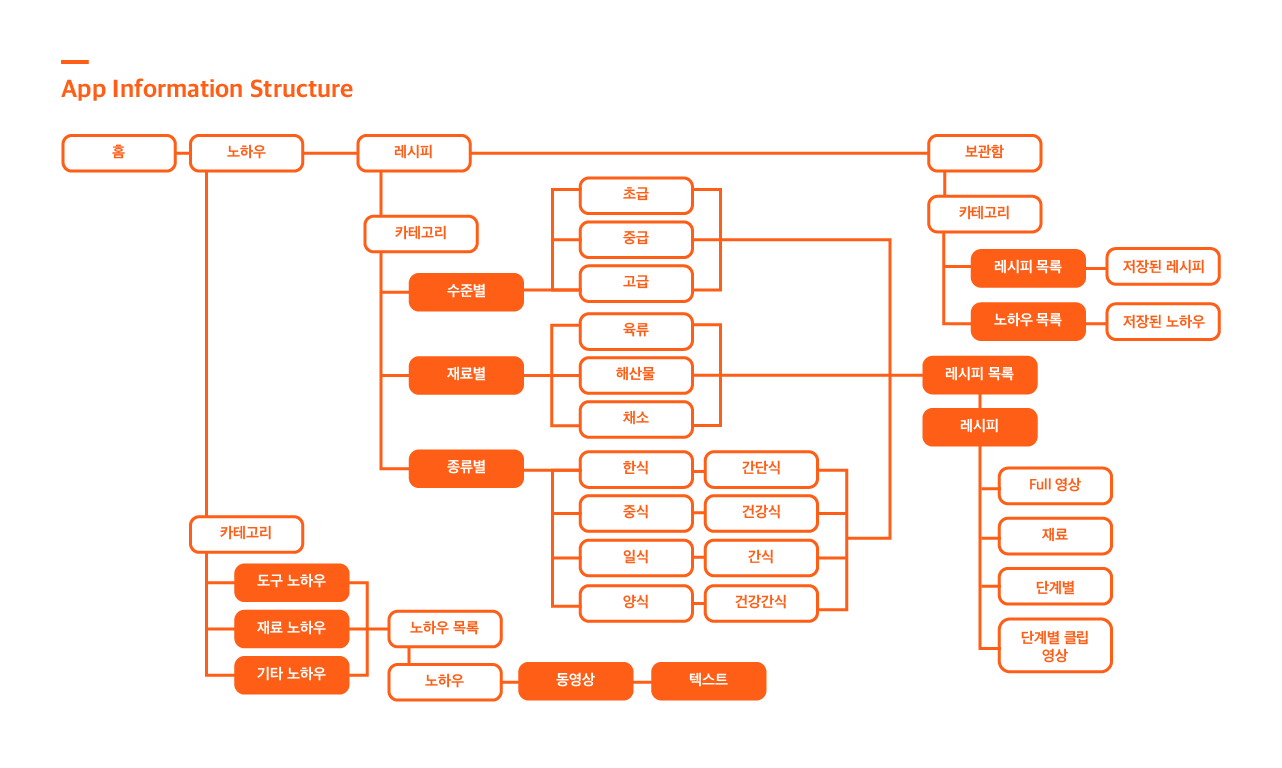 App Information Structure
홈
노하우
레시피
보관함
카테고리
수준별
초급
중급
고급
재료별
육류
해산물
채소
종류별
한식
간단식
중식
건강식
일식
간식
양식
건강간식
레시피 목록
레시피
Full 영상
재료
단계별
단계별 클립
영상
카테고리
레시피 목록
저장된 레시피
노하우 목록
저장된 노하우
카테고리
도구 노하우
재료 노하우
기타 노하우
노하우 목록
노하우
동영상
텍스트